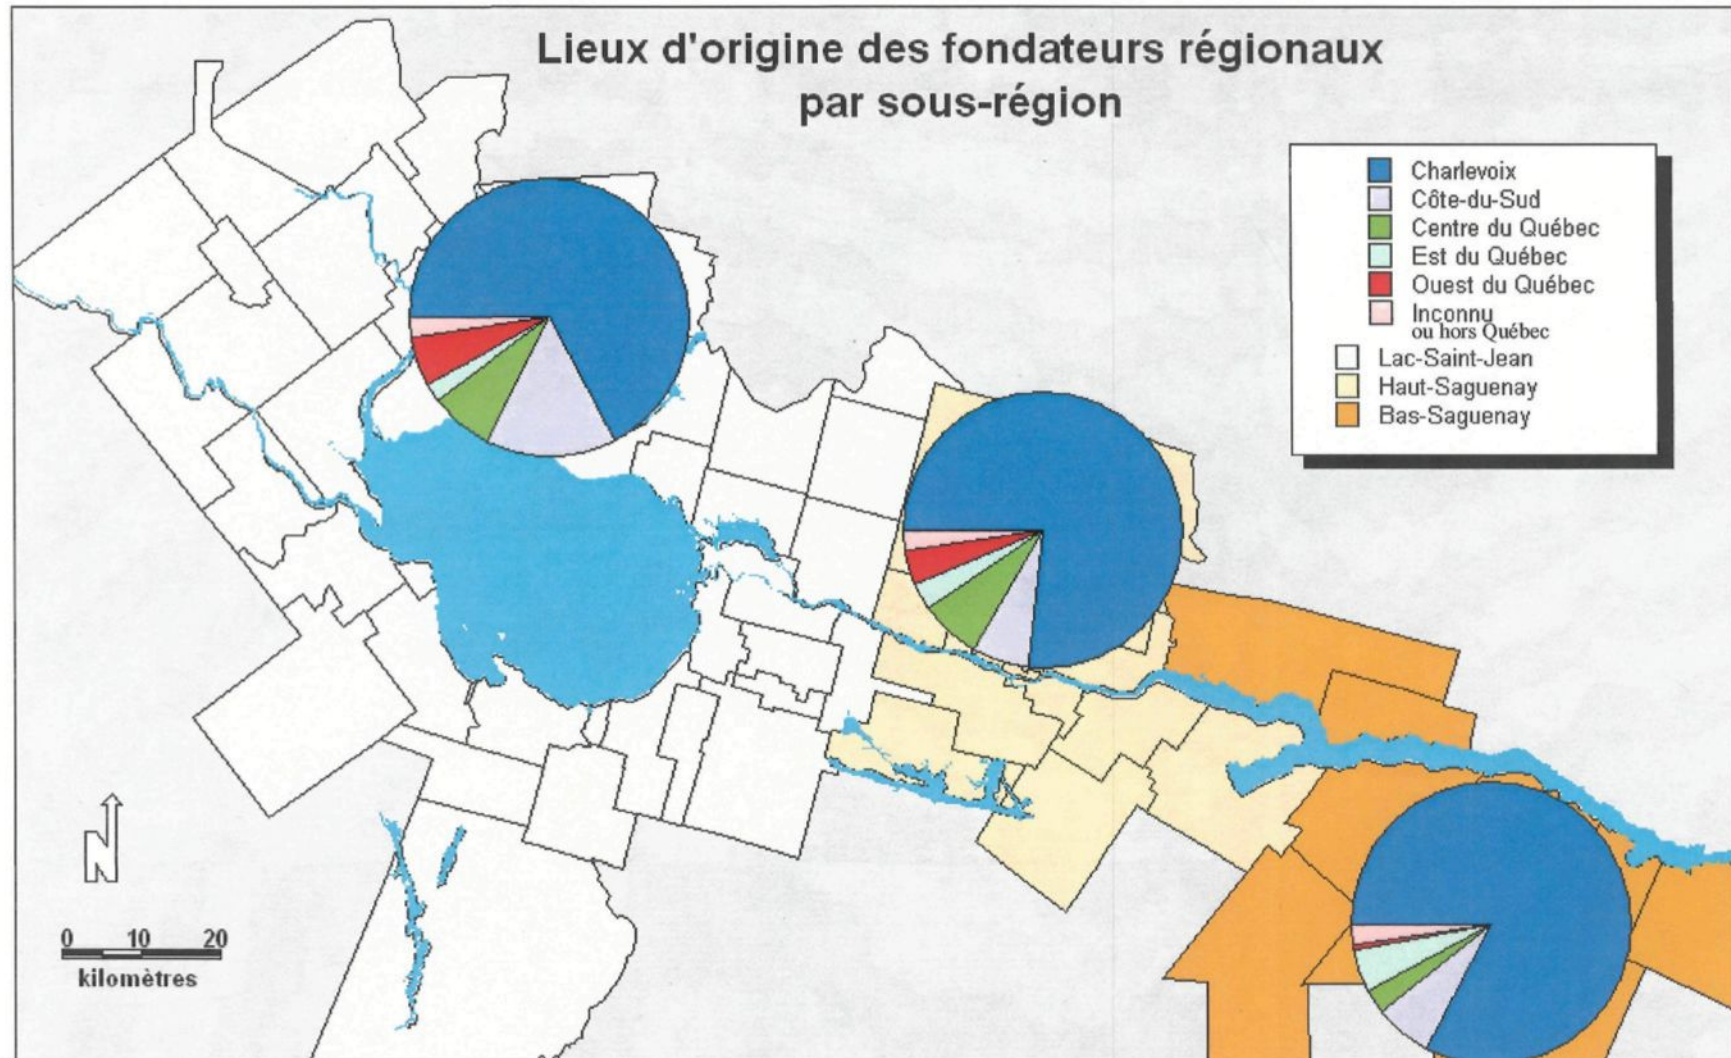 Lieux d'origine des fondateurs régionaux
par sous-région
Charlevoix
Côte-du-Sud
Centre du Québec
Est du Québec
Ouest du Québec
Inconnu
ou hors Québec
Lac-Saint-Jean
Haut-Saguenay
Bas-Saguenay
N
0 10 20
kilomètres